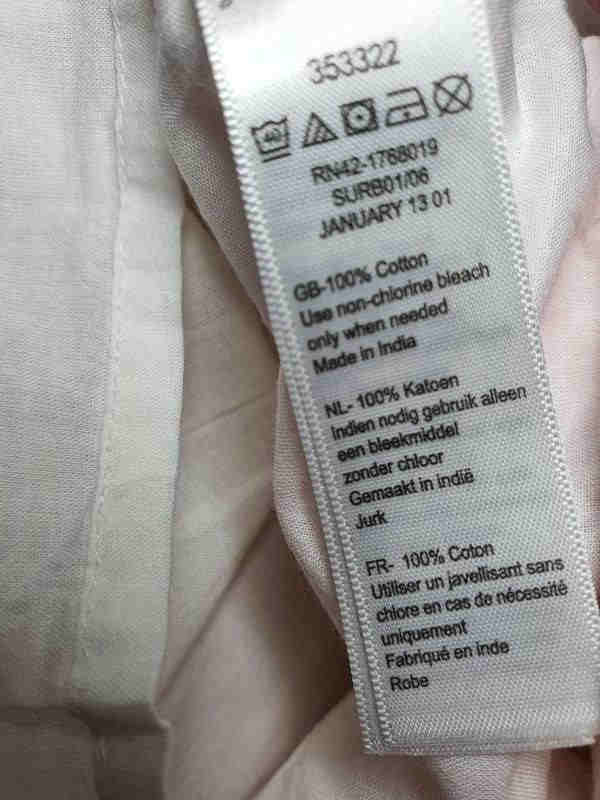 353322
40
RN42-1768019
SURB01/06
JANUARY 13 01
GB-100% Cotton
Use non-chlorine bleach
only when needed
Made in India
NL- 100% Katoen
Indien nodig gebruik alleen
een bleekmiddel
zonder chloor
Gemaakt in indië
Jurk
FR- 100% Coton
Utiliser un javellisant sans
chlore en cas de nécessité
uniquement
Fabriqué en inde
Robe